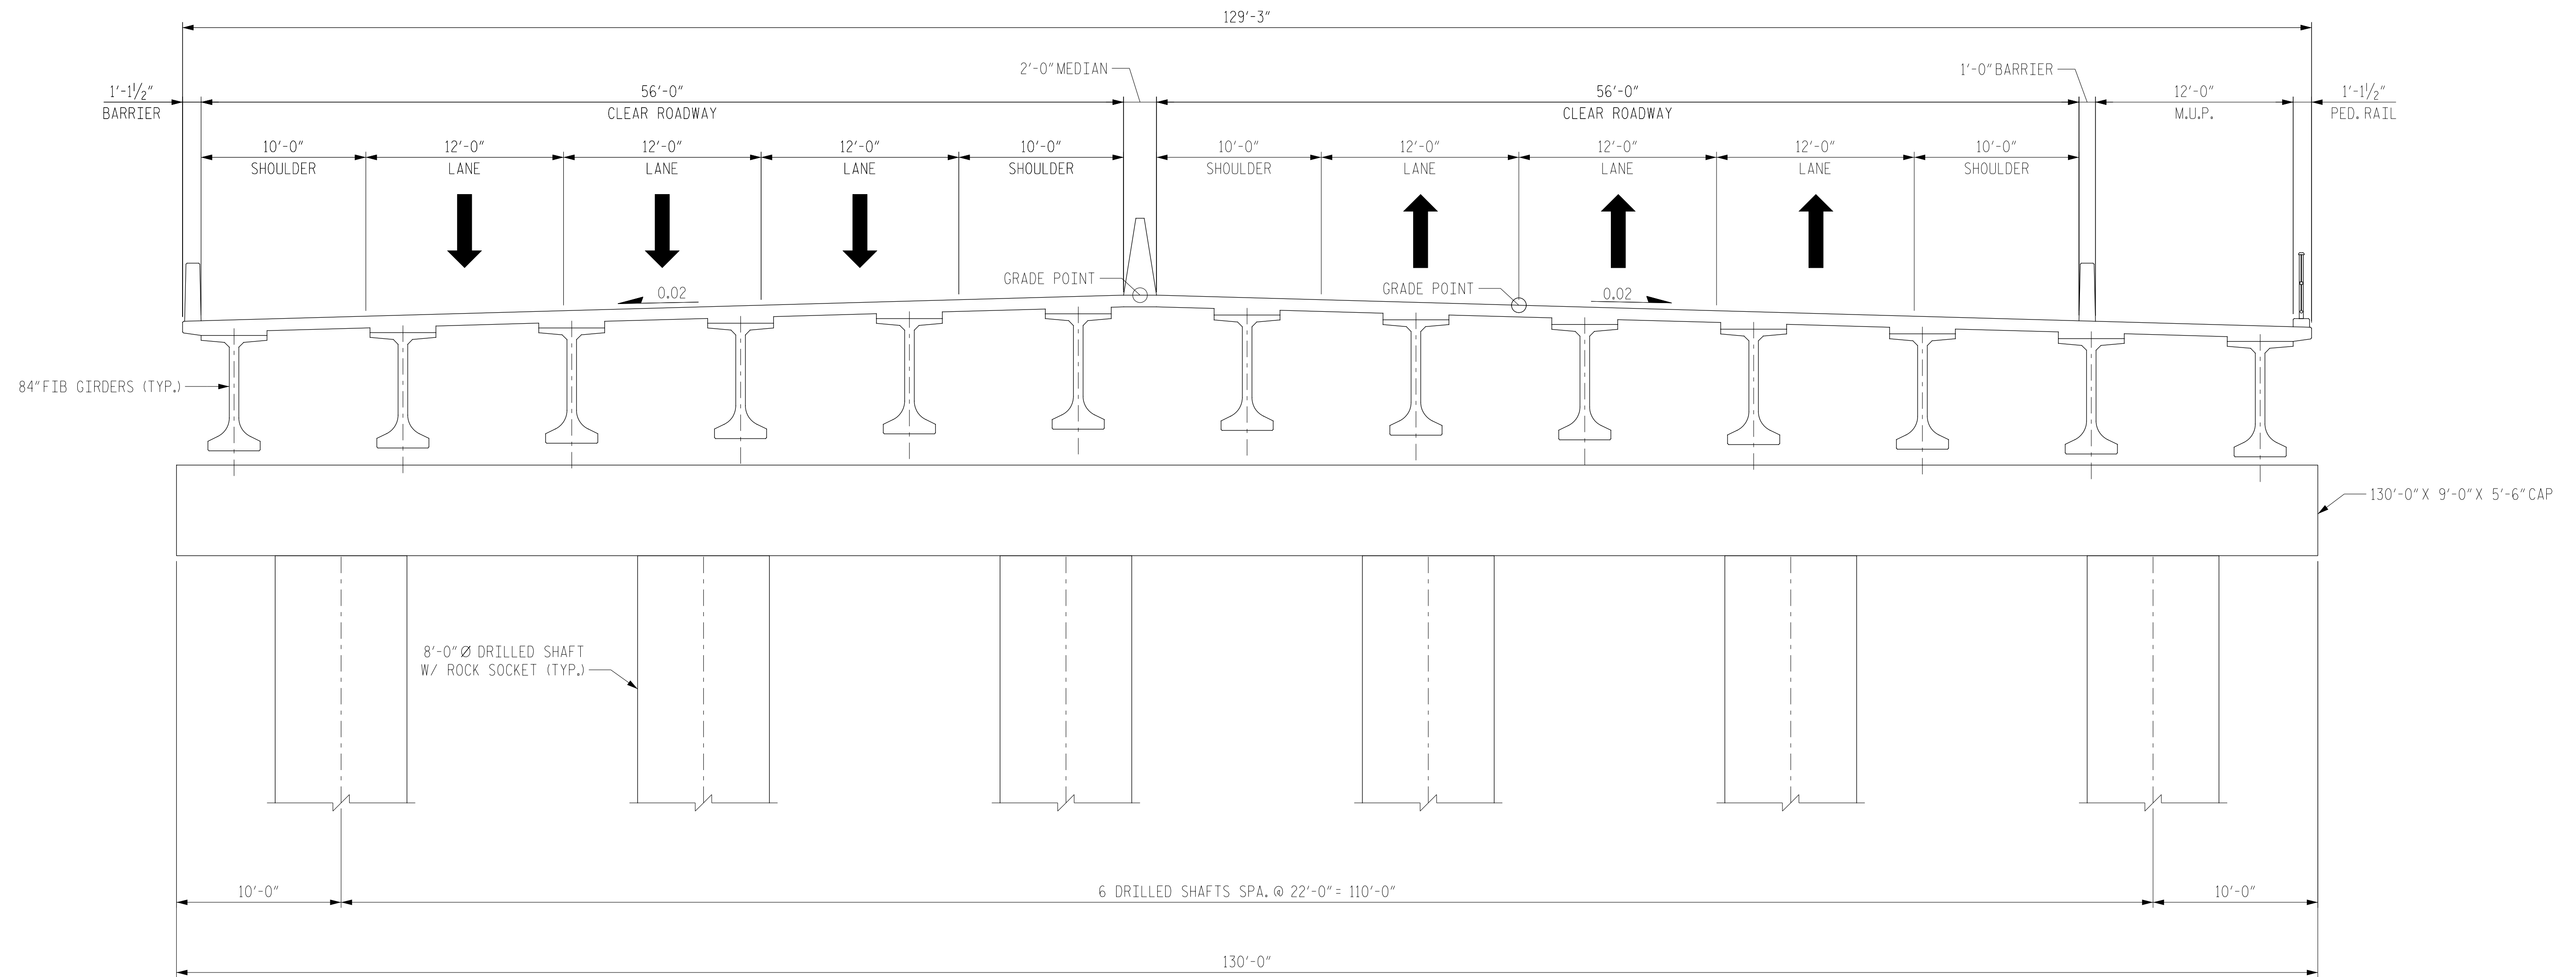 129'-3"
2'-0" MEDIAN
1'-0" BARRIER
1'-1½"
BARRIER
56'-0"
CLEAR ROADWAY
56'-0"
CLEAR ROADWAY
12'-0"
M.U.P.
1'-1½"
PED. RAIL
10'-0"
SHOULDER
12'-0"
LANE
12'-0"
LANE
12'-0"
LANE
10'-0"
SHOULDER
10'-0"
SHOULDER
12'-0"
LANE
12'-0"
LANE
12'-0"
LANE
10'-0"
SHOULDER
GRADE POINT
GRADE POINT
0.02
0.02
84" FIB GIRDERS (TYP.)
130'-0" X 9'-0" X 5'-6" CAP
8'-0" Ø DRILLED SHAFT
W/ ROCK SOCKET (TYP.)
10'-0"
6 DRILLED SHAFTS SPA. @ 22'-0" = 110'-0"
10'-0"
130'-0"